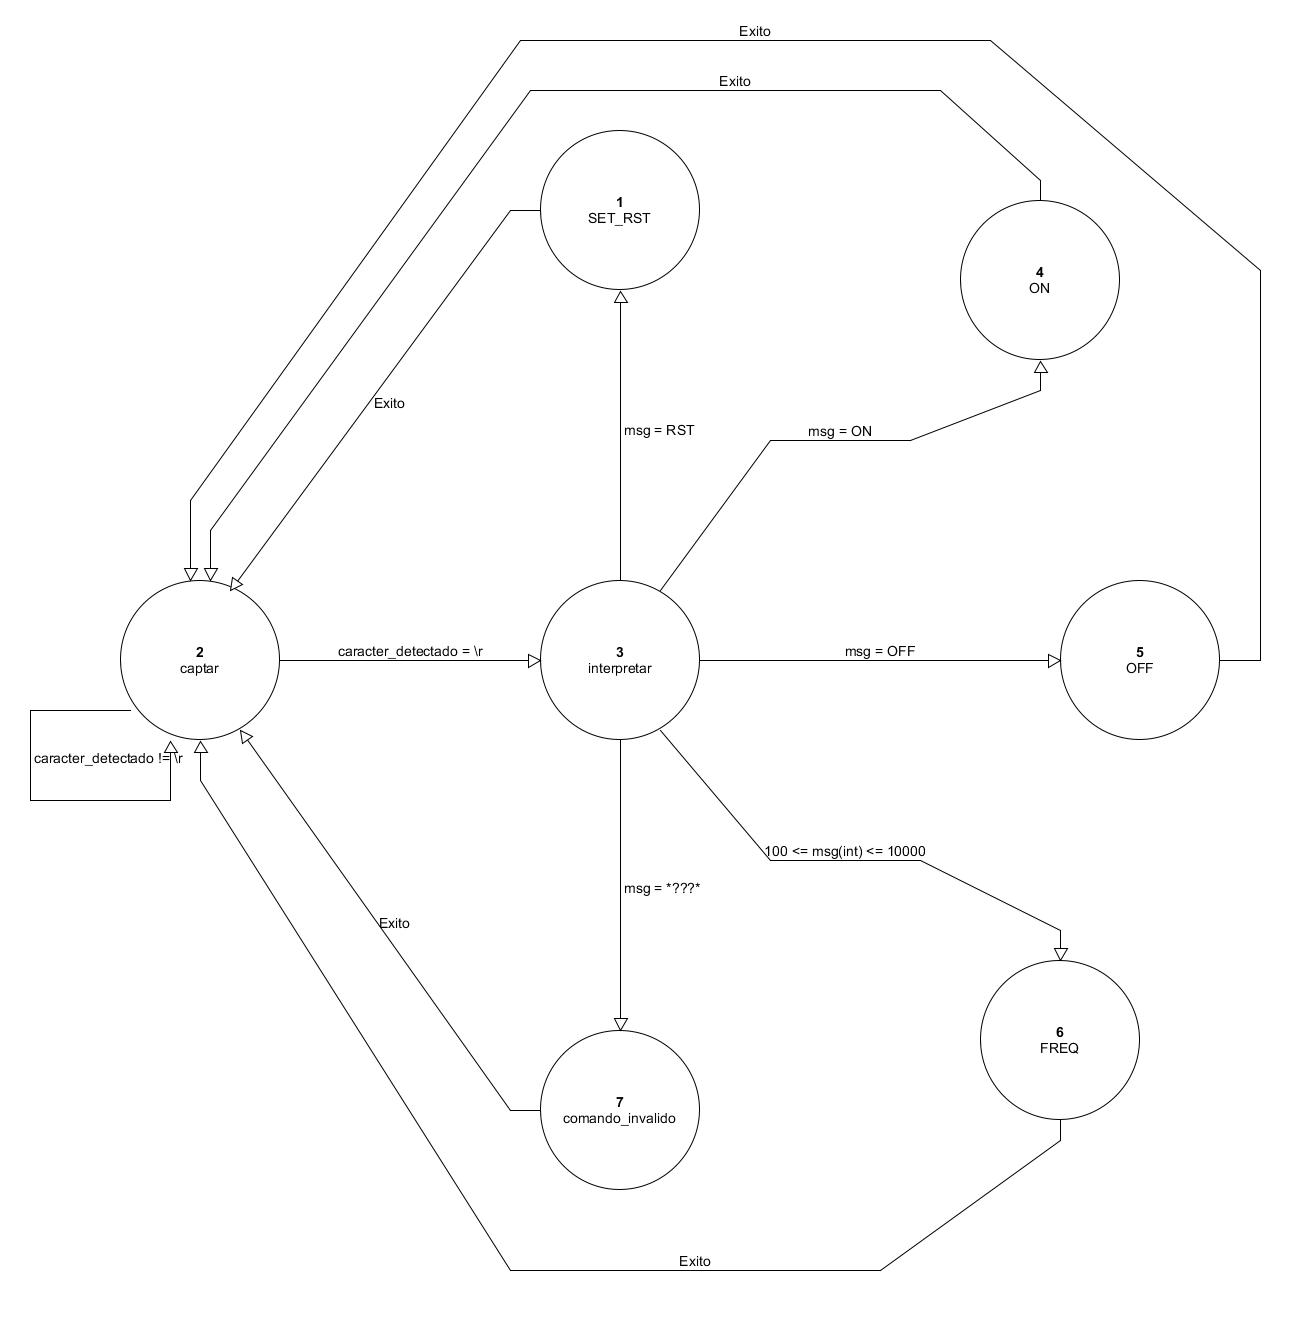 Exito
Exito
1
SET_RST
4
ON
Exito
msg = RST
msg = ON
2
captar
caracter_detectado = \r
3
interpretar
msg = OFF
5
OFF
caracter_detectado != \r
100 <= msg(int) <= 10000
msg = *???*
Exito
6
FREQ
7
comando_invalido
Exito